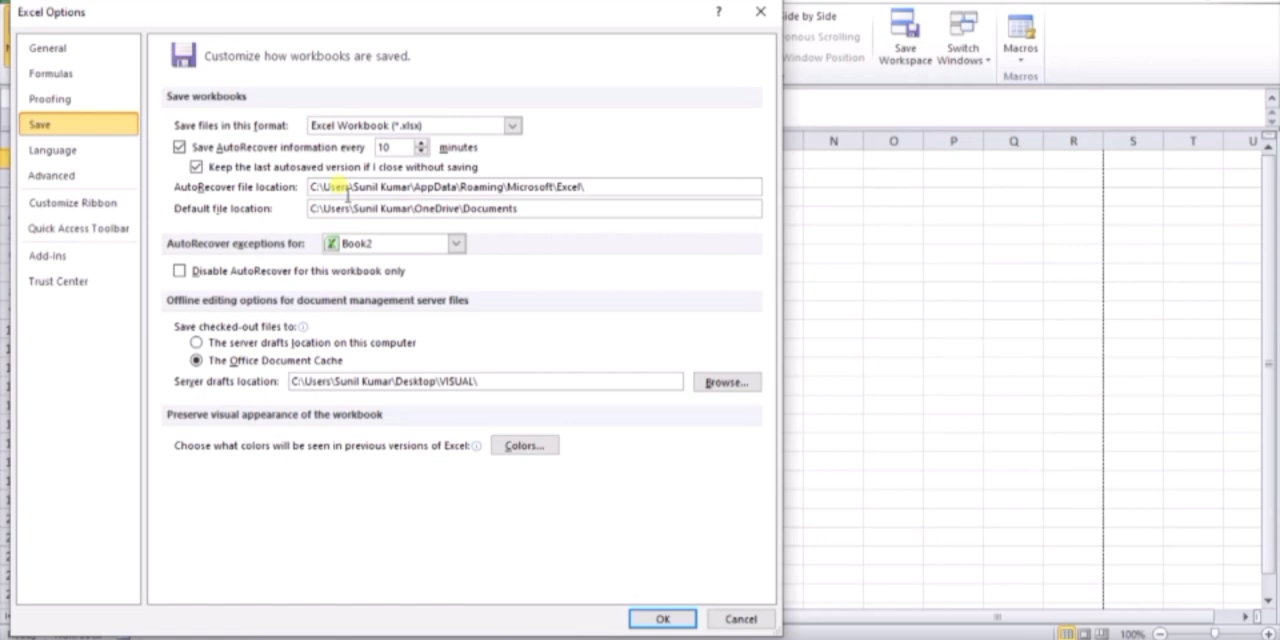 Excel Options
?
General
Formulas
Proofing
Save
Language
Advanced
Customize Ribbon
Quick Access Toolbar
Add-Ins
Trust Center
Customize how workbooks are saved.
Save workbooks
Save files in this format: Excel Workbook (*.xlsx)
Save AutoRecover information every 10 minutes
Keep the last autosaved version if I close without saving
AutoRecover file location: C:\Users\Sunil Kumar\AppData\Roaming\Microsoft\Excel\
Default file location: C:\Users\Sunil Kumar\OneDrive\Documents
AutoRecover exceptions for: Book2
Disable AutoRecover for this workbook only
Offline editing options for document management server files
Save checked-out files to:
The server drafts location on this computer
The Office Document Cache
Server drafts location: C:\Users\Sunil Kumar\Desktop\VISUAL\
Browse...
Preserve visual appearance of the workbook
Choose what colors will be seen in previous versions of Excel:
Colors...
OK
Cancel
ide by Side
onous Scrolling
Window Position
Save Workspace
Switch Windows
Macros
Macros
N O P Q R S T U
100%